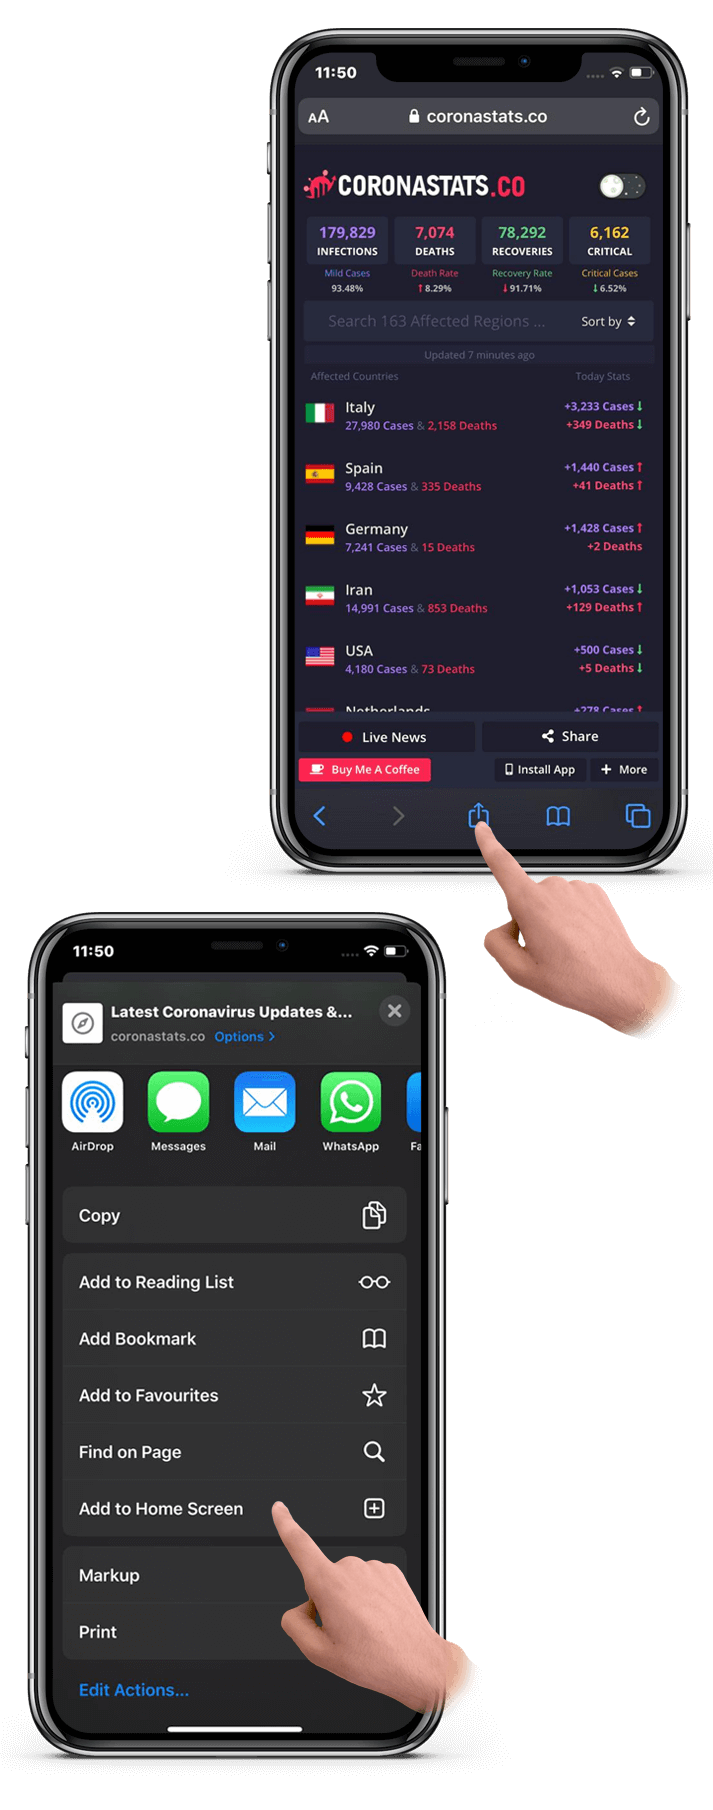 11:50
AA coronastats.co
CORONASTATS.CO
179,829 7,074 78,292 6,162
INFECTIONS DEATHS RECOVERIES CRITICAL
Mild Cases Death Rate Recovery Rate Critical Cases
93.48% ↑8.29% ↓91.71% ↓6.52%
Search 163 Affected Regions ... Sort by
Updated 7 minutes ago
Affected Countries Today Stats
Italy +3,233 Cases ↓
27,980 Cases & 2,158 Deaths +349 Deaths ↓
Spain +1,440 Cases ↑
9,428 Cases & 335 Deaths +41 Deaths ↑
Germany +1,428 Cases ↑
7,241 Cases & 15 Deaths +2 Deaths
Iran +1,053 Cases ↓
14,991 Cases & 853 Deaths +129 Deaths ↑
USA +500 Cases ↓
4,180 Cases & 73 Deaths +5 Deaths ↓
Netherlands +278 Cases ↑
Live News Share
Buy Me A Coffee Install App + More
11:50
Latest Coronavirus Updates &...
coronastats.co Options >
AirDrop Messages Mail WhatsApp Fa
Copy
Add to Reading List
Add Bookmark
Add to Favourites
Find on Page
Add to Home Screen
Markup
Print
Edit Actions...